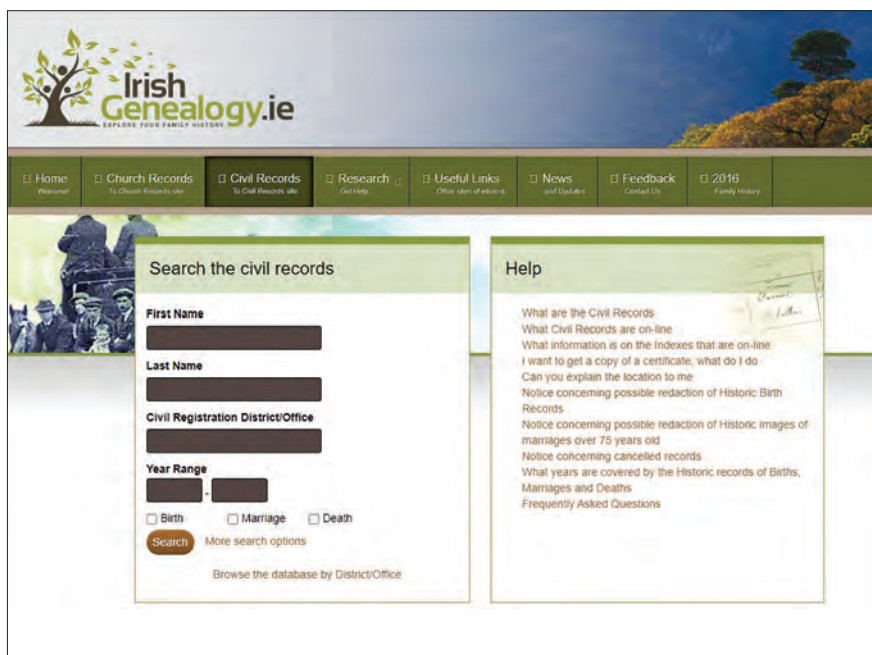 Irish
Genealogy.ie
EXPLORE YOUR FAMILY HISTORY
Home
Welcome!
Church Records
To Church Records site
Civil Records
To Civil Records site
Research
Get Help
Useful Links
Other sites of interest
News
and Updates
Feedback
Contact Us
2016
Family History
Search the civil records
First Name
Last Name
Civil Registration District/Office
Year Range
-
Birth Marriage Death
Search More search options
Browse the database by District/Office
Help
What are the Civil Records
What Civil Records are on-line
What information is on the Indexes that are on-line
I want to get a copy of a certificate, what do I do
Can you explain the location to me
Notice concerning possible redaction of Historic Birth
Records
Notice concerning possible redaction of Historic images of
marriages over 75 years old
Notice concerning cancelled records
What years are covered by the Historic records of Births,
Marriages and Deaths
Frequently Asked Questions